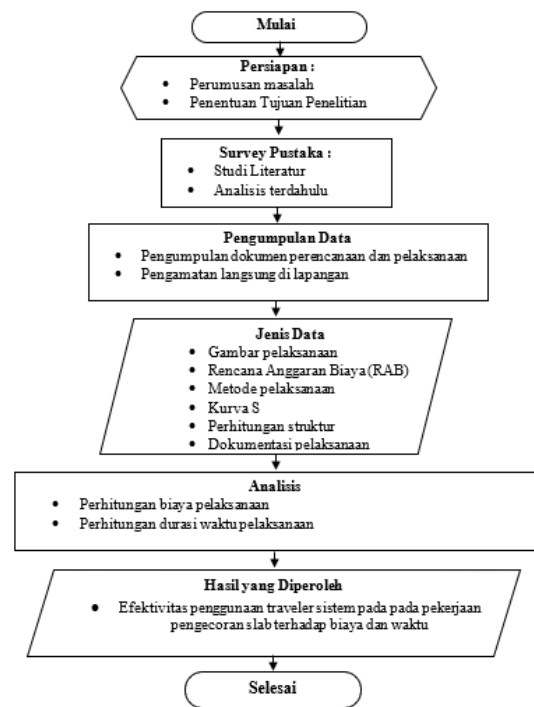 Mulai
Persiapan :
• Perumusan masalah
• Penentuan Tujuan Penelitian
Survey Pustaka :
• Studi Literatur
• Analisis terdahulu
Pengumpulan Data
• Pengumpulan dokumen perencanaan dan pelaksanaan
• Pengamatan langsung di lapangan
Jenis Data
• Gambar pelaksanaan
• Rencana Anggaran Biaya (RAB)
• Metode pelaksanaan
• Kurva S
• Perhitungan struktur
• Dokumentasi pelaksanaan
Analisis
• Perhitungan biaya pelaksanaan
• Perhitungan durasi waktu pelaksanaan
Hasil yang Diperoleh
• Efektivitas penggunaan traveler sistem pada pada pekerjaan
pengecoran slab terhadap biaya dan waktu
Selesai